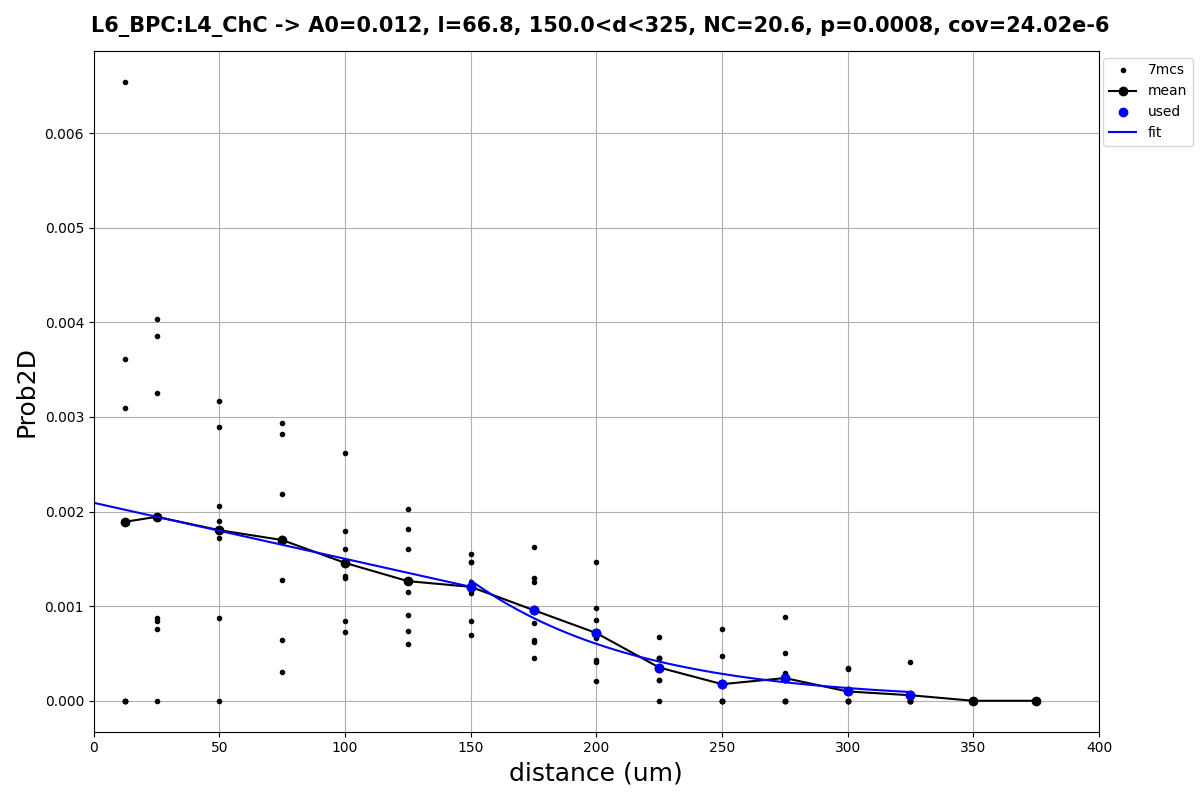 L6_BPC:L4_ChC -> A0=0.012, l=66.8, 150.0<d<325, NC=20.6, p=0.0008, cov=24.02e-6
7mcs
mean
used
fit
0.006
0.005
0.004
0.003
0.002
0.001
0.000
Prob2D
0 50 100 150 200 250 300 350 400
distance (um)